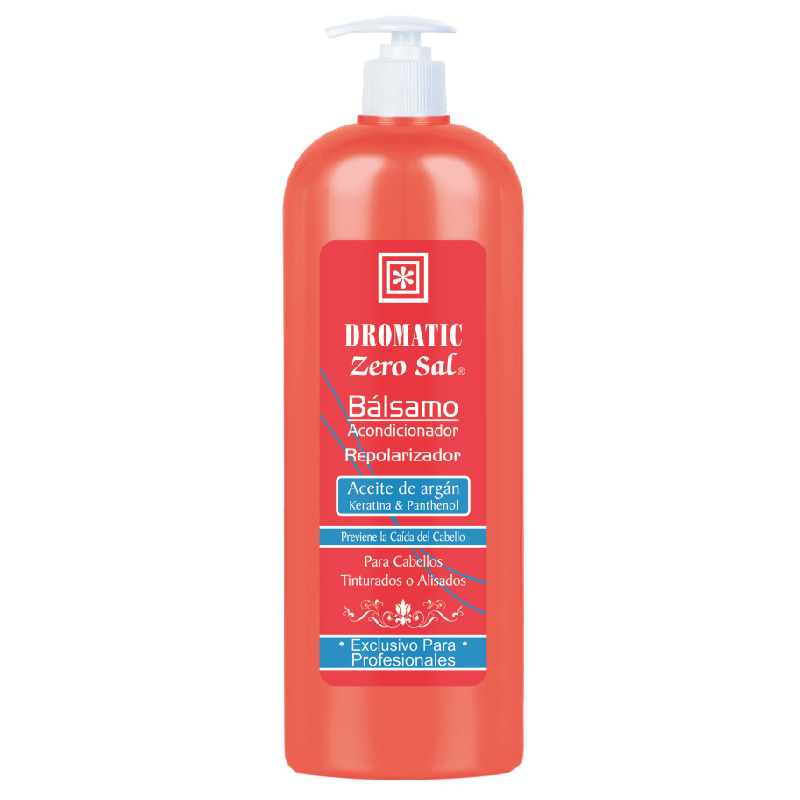 DROMATIC
Zero Sal®
Bálsamo
Acondicionador
Repolarizador
Aceite de argán
Keratina & Panthenol
Previene la Caída del Cabello
Para Cabellos
Tinturados o Alisados
• Exclusivo Para •
Profesionales